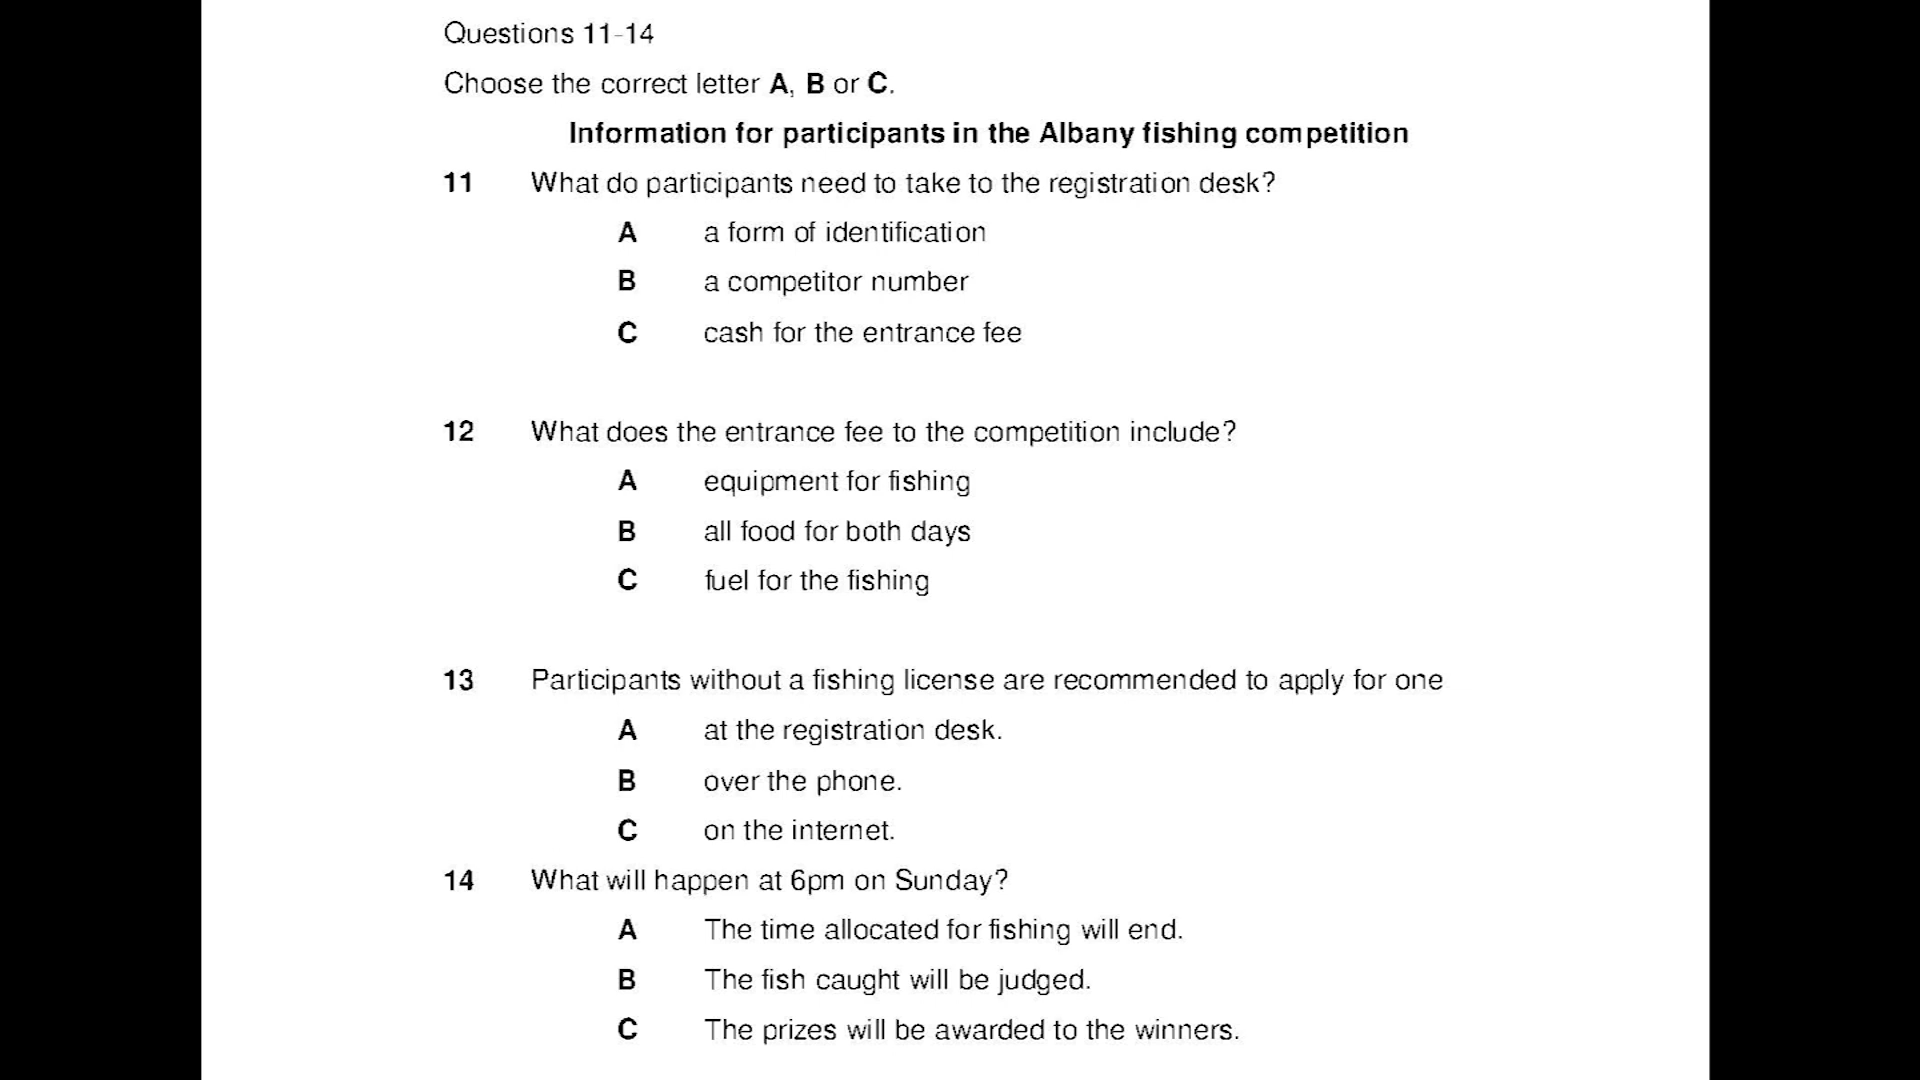 Questions 11-14
Choose the correct letter A, B or C.
Information for participants in the Albany fishing competition
11 What do participants need to take to the registration desk?
A a form of identification
B a competitor number
C cash for the entrance fee
12 What does the entrance fee to the competition include?
A equipment for fishing
B all food for both days
C fuel for the fishing
13 Participants without a fishing license are recommended to apply for one
A at the registration desk.
B over the phone.
C on the internet.
14 What will happen at 6pm on Sunday?
A The time allocated for fishing will end.
B The fish caught will be judged.
C The prizes will be awarded to the winners.